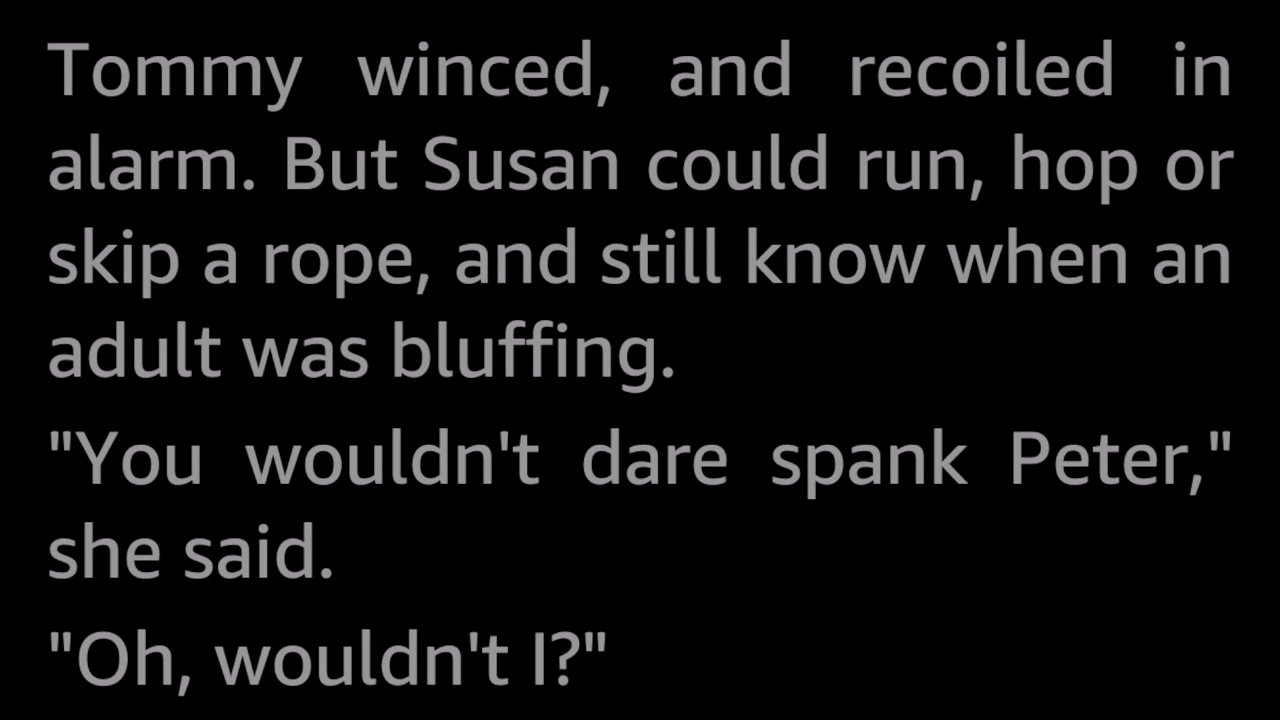 Tommy winced, and recoiled in
alarm. But Susan could run, hop or
skip a rope, and still know when an
adult was bluffing.
"You wouldn't dare spank Peter,"
she said.
"Oh, wouldn't I?"